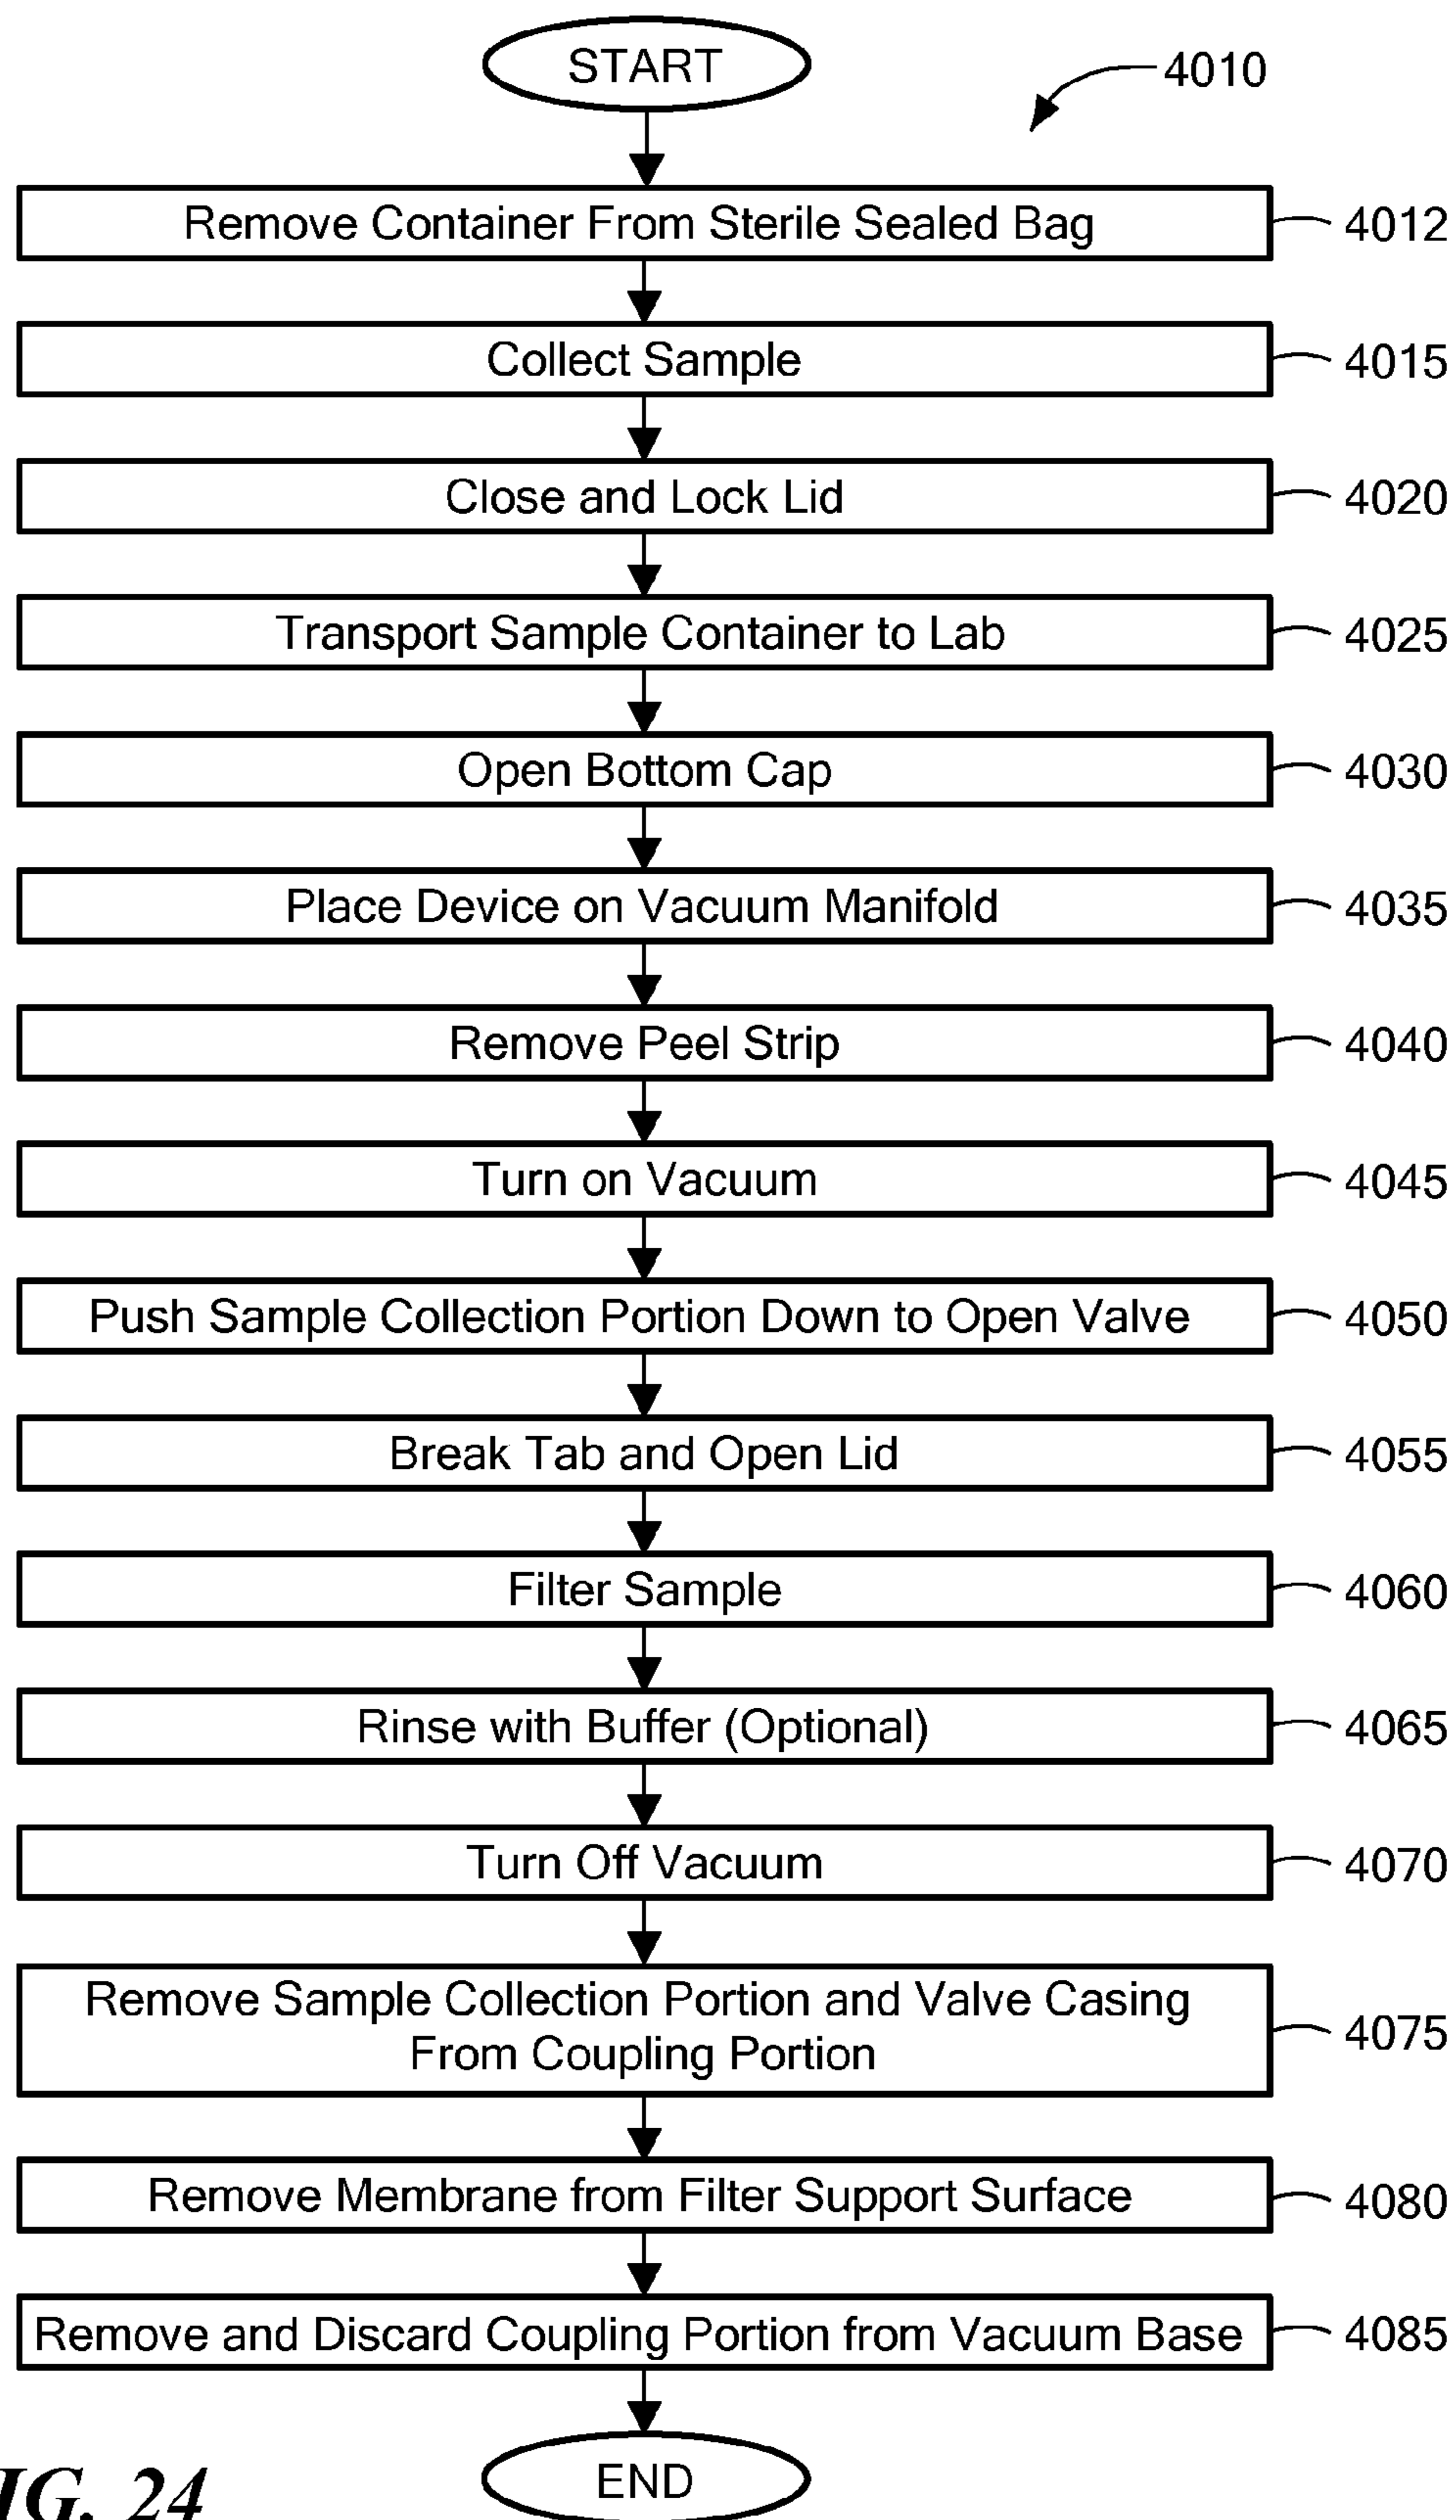 START
4010
Remove Container From Sterile Sealed Bag 4012
Collect Sample 4015
Close and Lock Lid 4020
Transport Sample Container to Lab 4025
Open Bottom Cap 4030
Place Device on Vacuum Manifold 4035
Remove Peel Strip 4040
Turn on Vacuum 4045
Push Sample Collection Portion Down to Open Valve 4050
Break Tab and Open Lid 4055
Filter Sample 4060
Rinse with Buffer (Optional) 4065
Turn Off Vacuum 4070
Remove Sample Collection Portion and Valve Casing
From Coupling Portion 4075
Remove Membrane from Filter Support Surface 4080
Remove and Discard Coupling Portion from Vacuum Base 4085
END
IG. 24